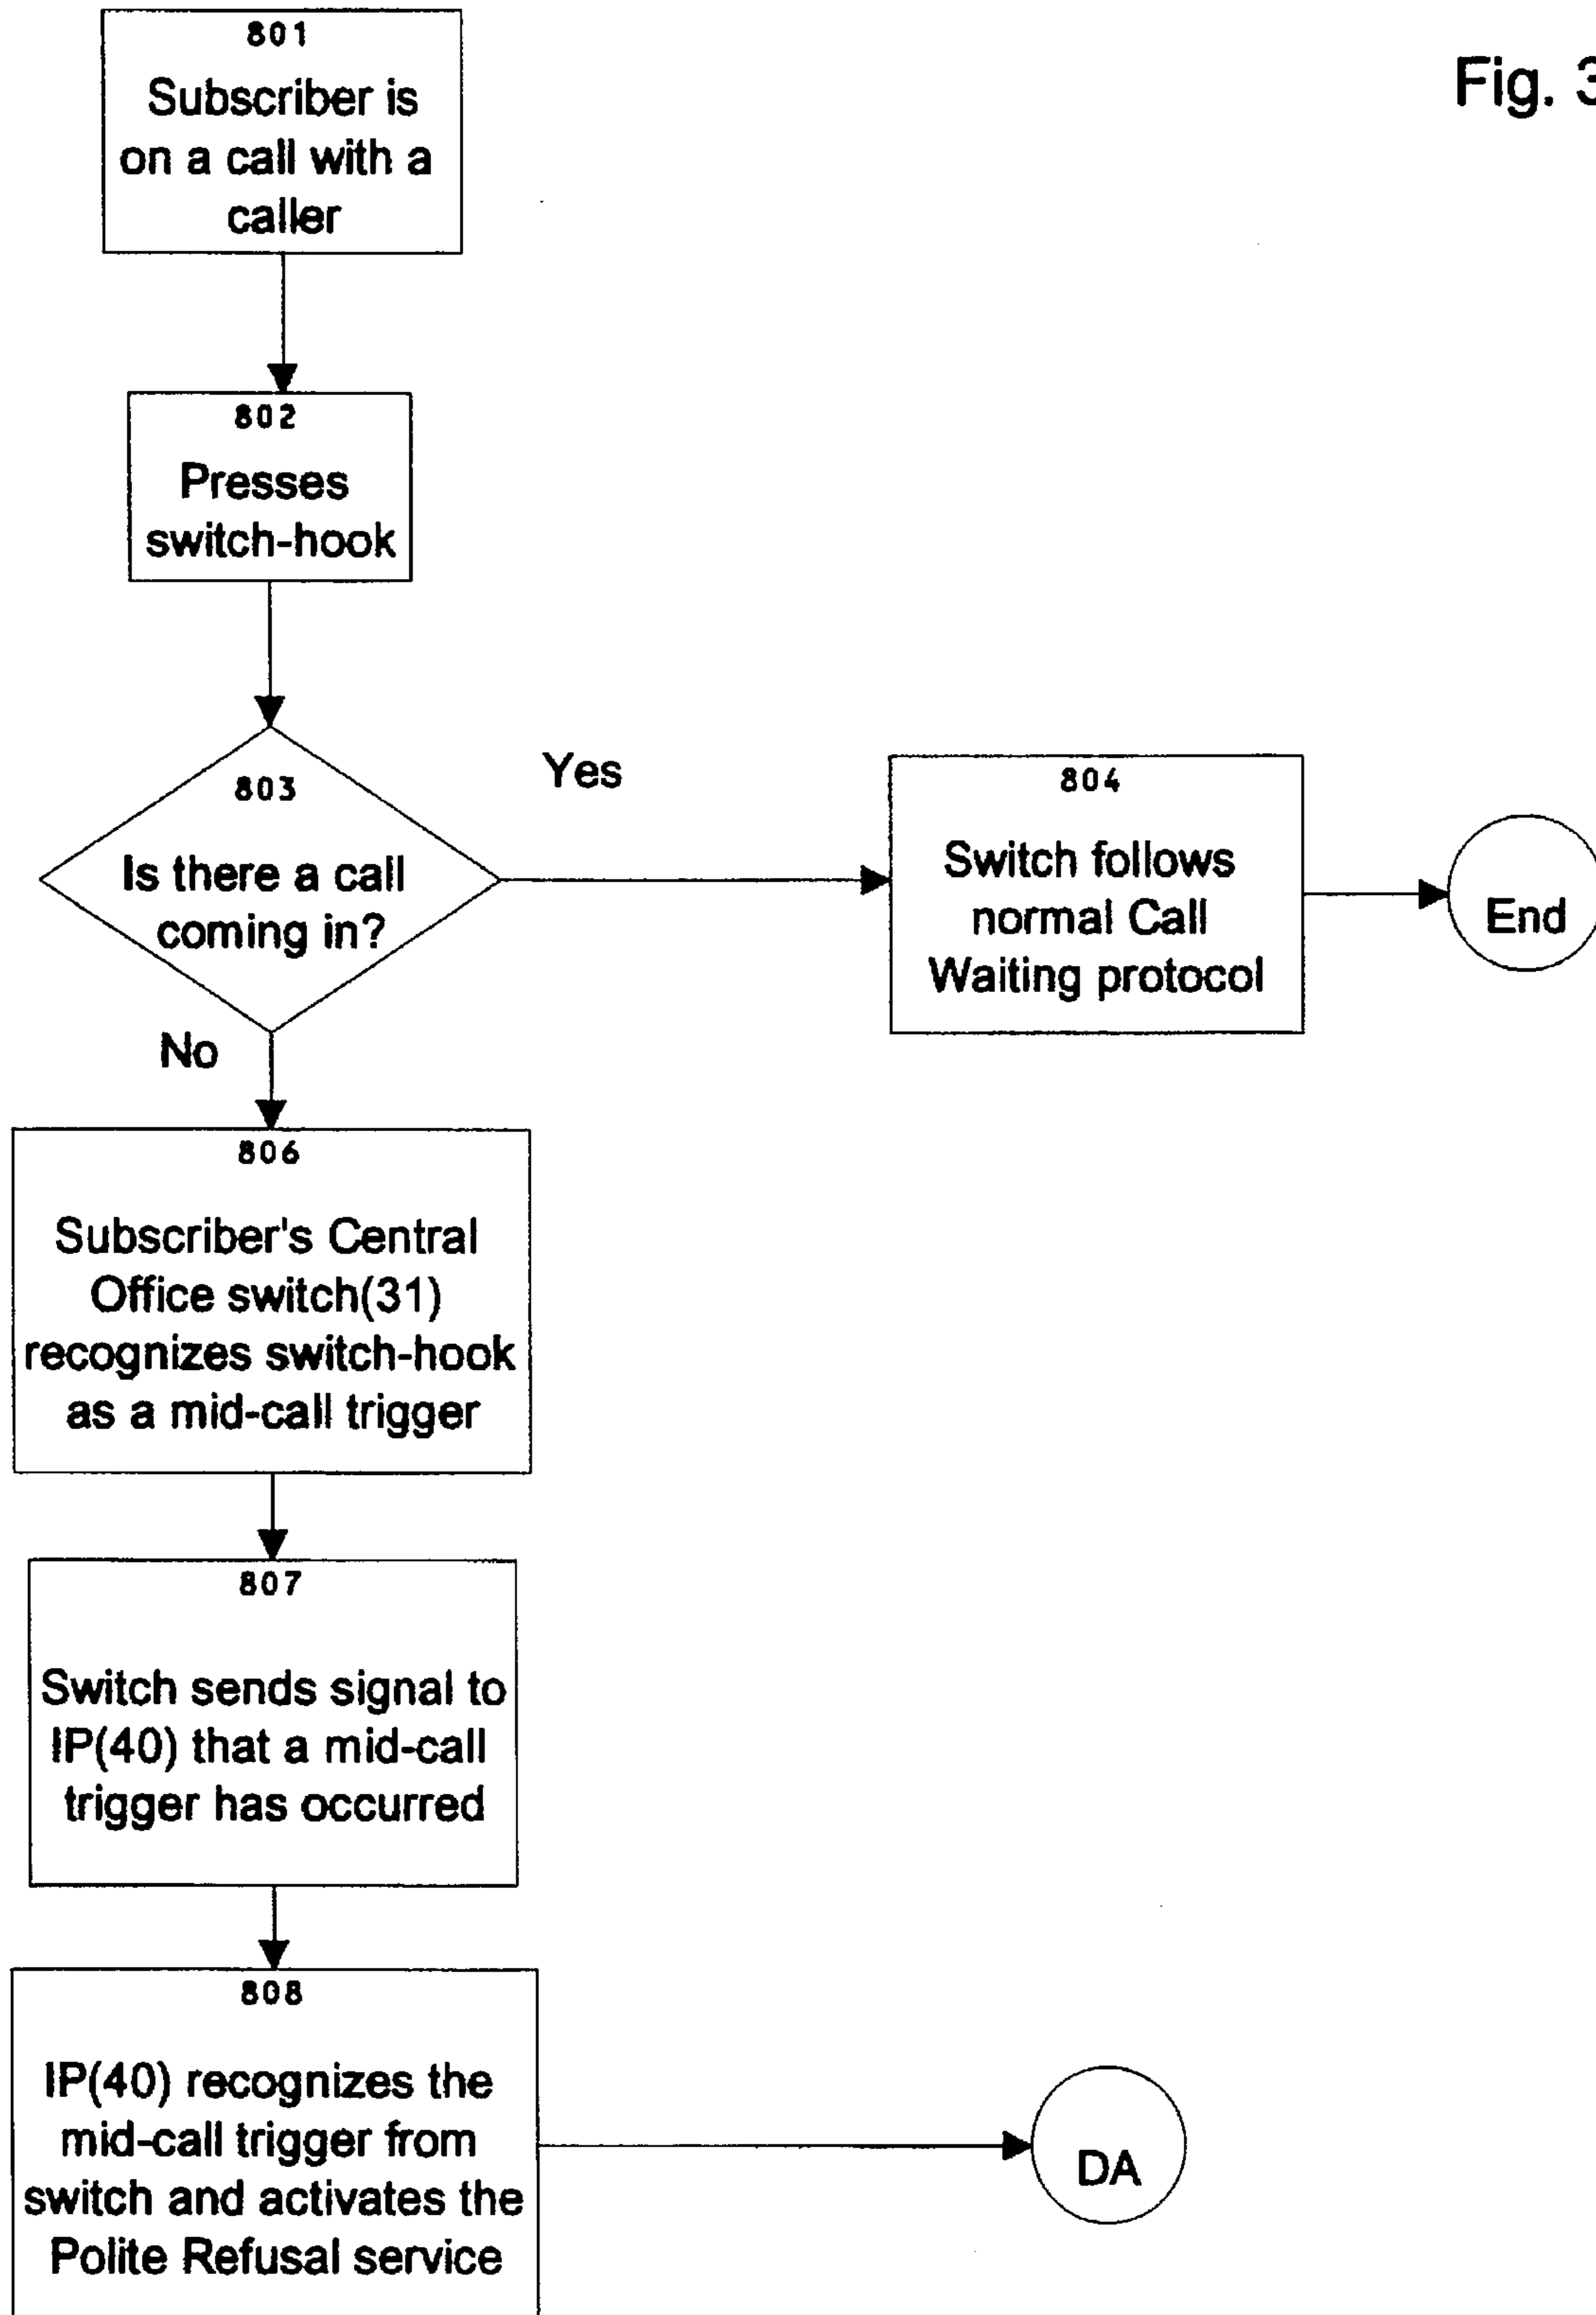 Fig. 3
801
Subscriber is
on a call with a
caller
802
Presses
switch-hook
803
Is there a call
coming in?
Yes
804
Switch follows
normal Call
Waiting protocol
End
No
806
Subscriber's Central
Office switch(31)
recognizes switch-hook
as a mid-call trigger
807
Switch sends signal to
IP(40) that a mid-call
trigger has occurred
808
IP(40) recognizes the
mid-call trigger from
switch and activates the
Polite Refusal service
DA